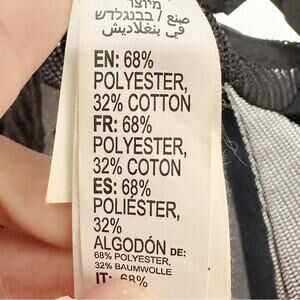 מיוצר
صنع / בבנגלדש
في بنغلاديش
EN: 68%
POLYESTER,
32% COTTON
FR: 68%
POLYESTER,
32% COTON
ES: 68%
POLIÉSTER,
32%
ALGODÓN DE:
68% POLYESTER,
32% BAUMWOLLE
IT: 68%